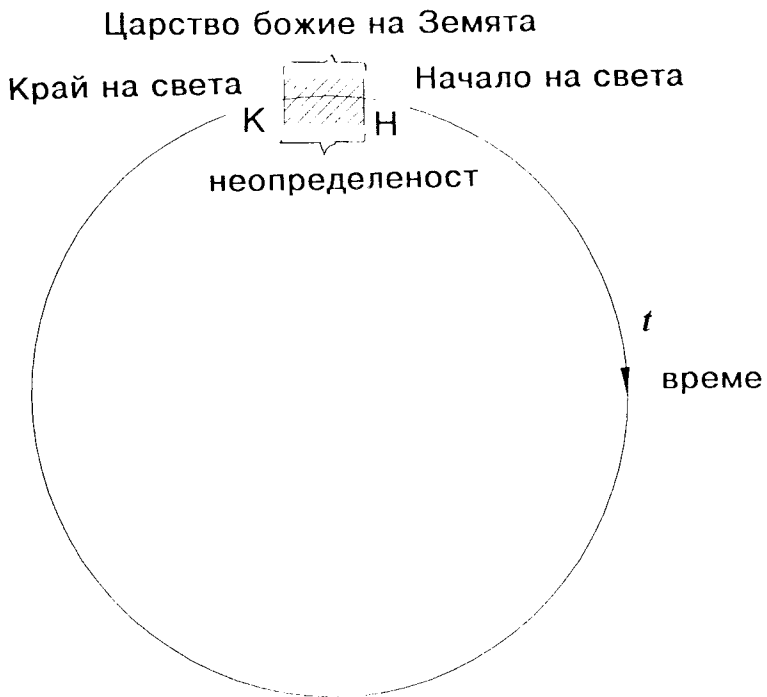 Царство божие на Земята
Край на света
Начало на света
К
Н
неопределеност
t
време